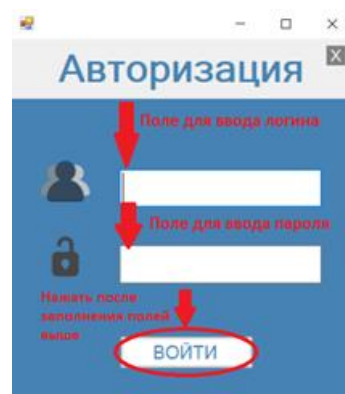 X
Авторизация
Поле для ввода логина
Поле для ввода пароля
Нажать после
заполнения полей
выше
ВОЙТИ